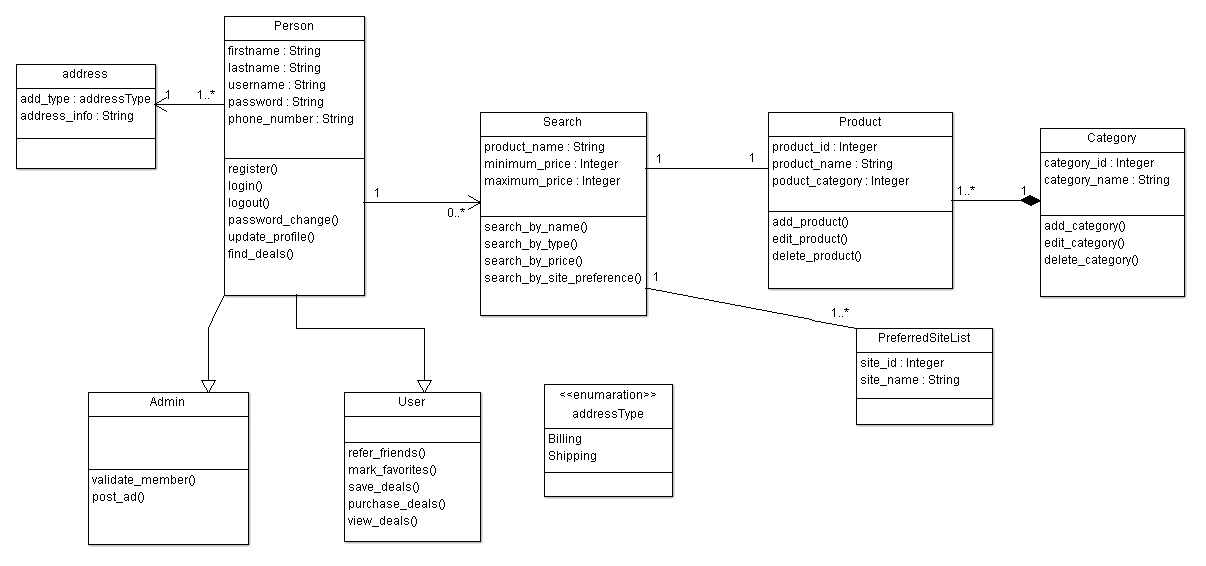 Person
firstname : String
lastname : String
username : String
password : String
phone_number : String
register()
login()
logout()
password_change()
update_profile()
find_deals()
address
add_type : addressType
address_info : String
1
1..*
1
0..*
Search
product_name : String
minimum_price : Integer
maximum_price : Integer
search_by_name()
search_by_type()
search_by_price()
search_by_site_preference()
1
1
Product
product_id : Integer
product_name : String
poduct_category : Integer
add_product()
edit_product()
delete_product()
1..*
1
Category
category_id : Integer
category_name : String
add_category()
edit_category()
delete_category()
1
1..*
PreferredSiteList
site_id : Integer
site_name : String
Admin
validate_member()
post_ad()
User
refer_friends()
mark_favorites()
save_deals()
purchase_deals()
view_deals()
<<enumaration>>
addressType
Billing
Shipping